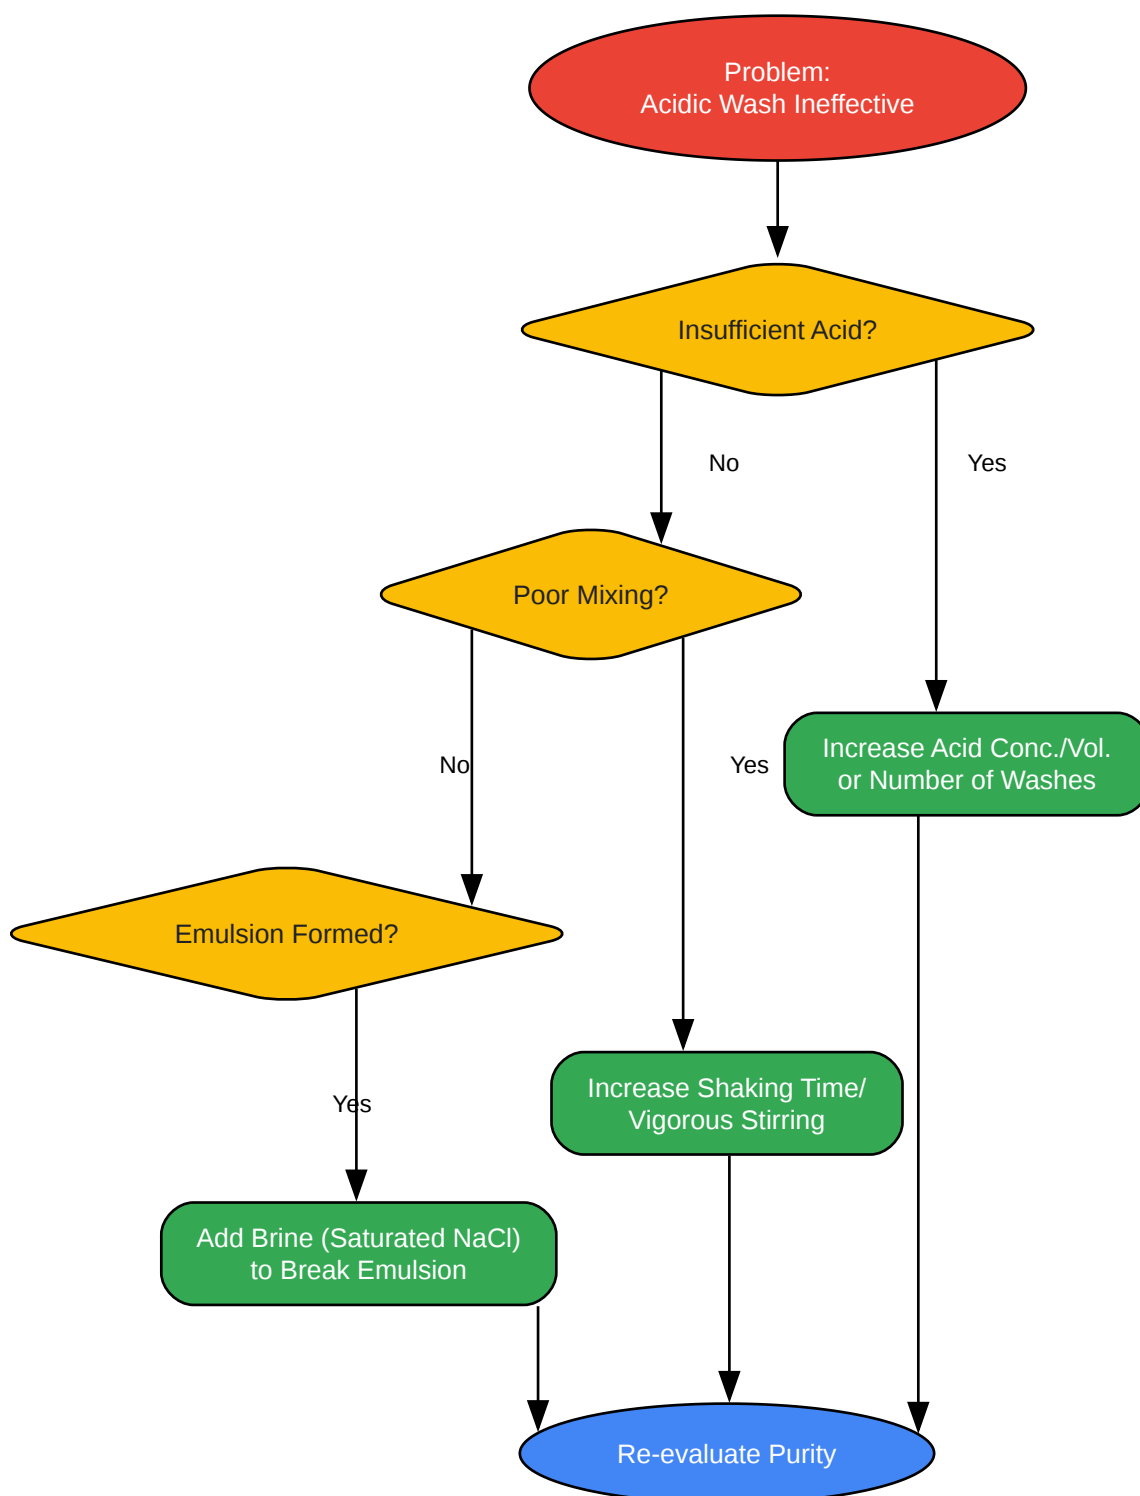 Problem:
Acidic Wash Ineffective
Insufficient Acid?
No
Yes
Poor Mixing?
Increase Acid Conc./Vol.
or Number of Washes
No
Yes
Emulsion Formed?
Increase Shaking Time/
Vigorous Stirring
Yes
Add Brine (Saturated NaCl)
to Break Emulsion
Re-evaluate Purity